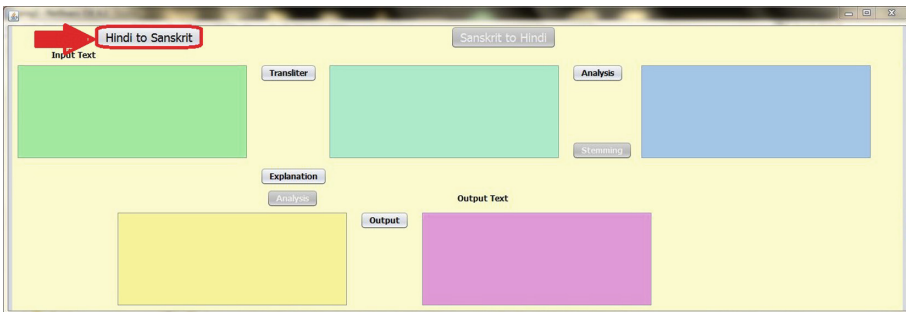 Hindi to Sanskrit
Sanskrit to Hindi
Input Text
Transliter
Analysis
Stemming
Explanation
Analysis
Output Text
Output